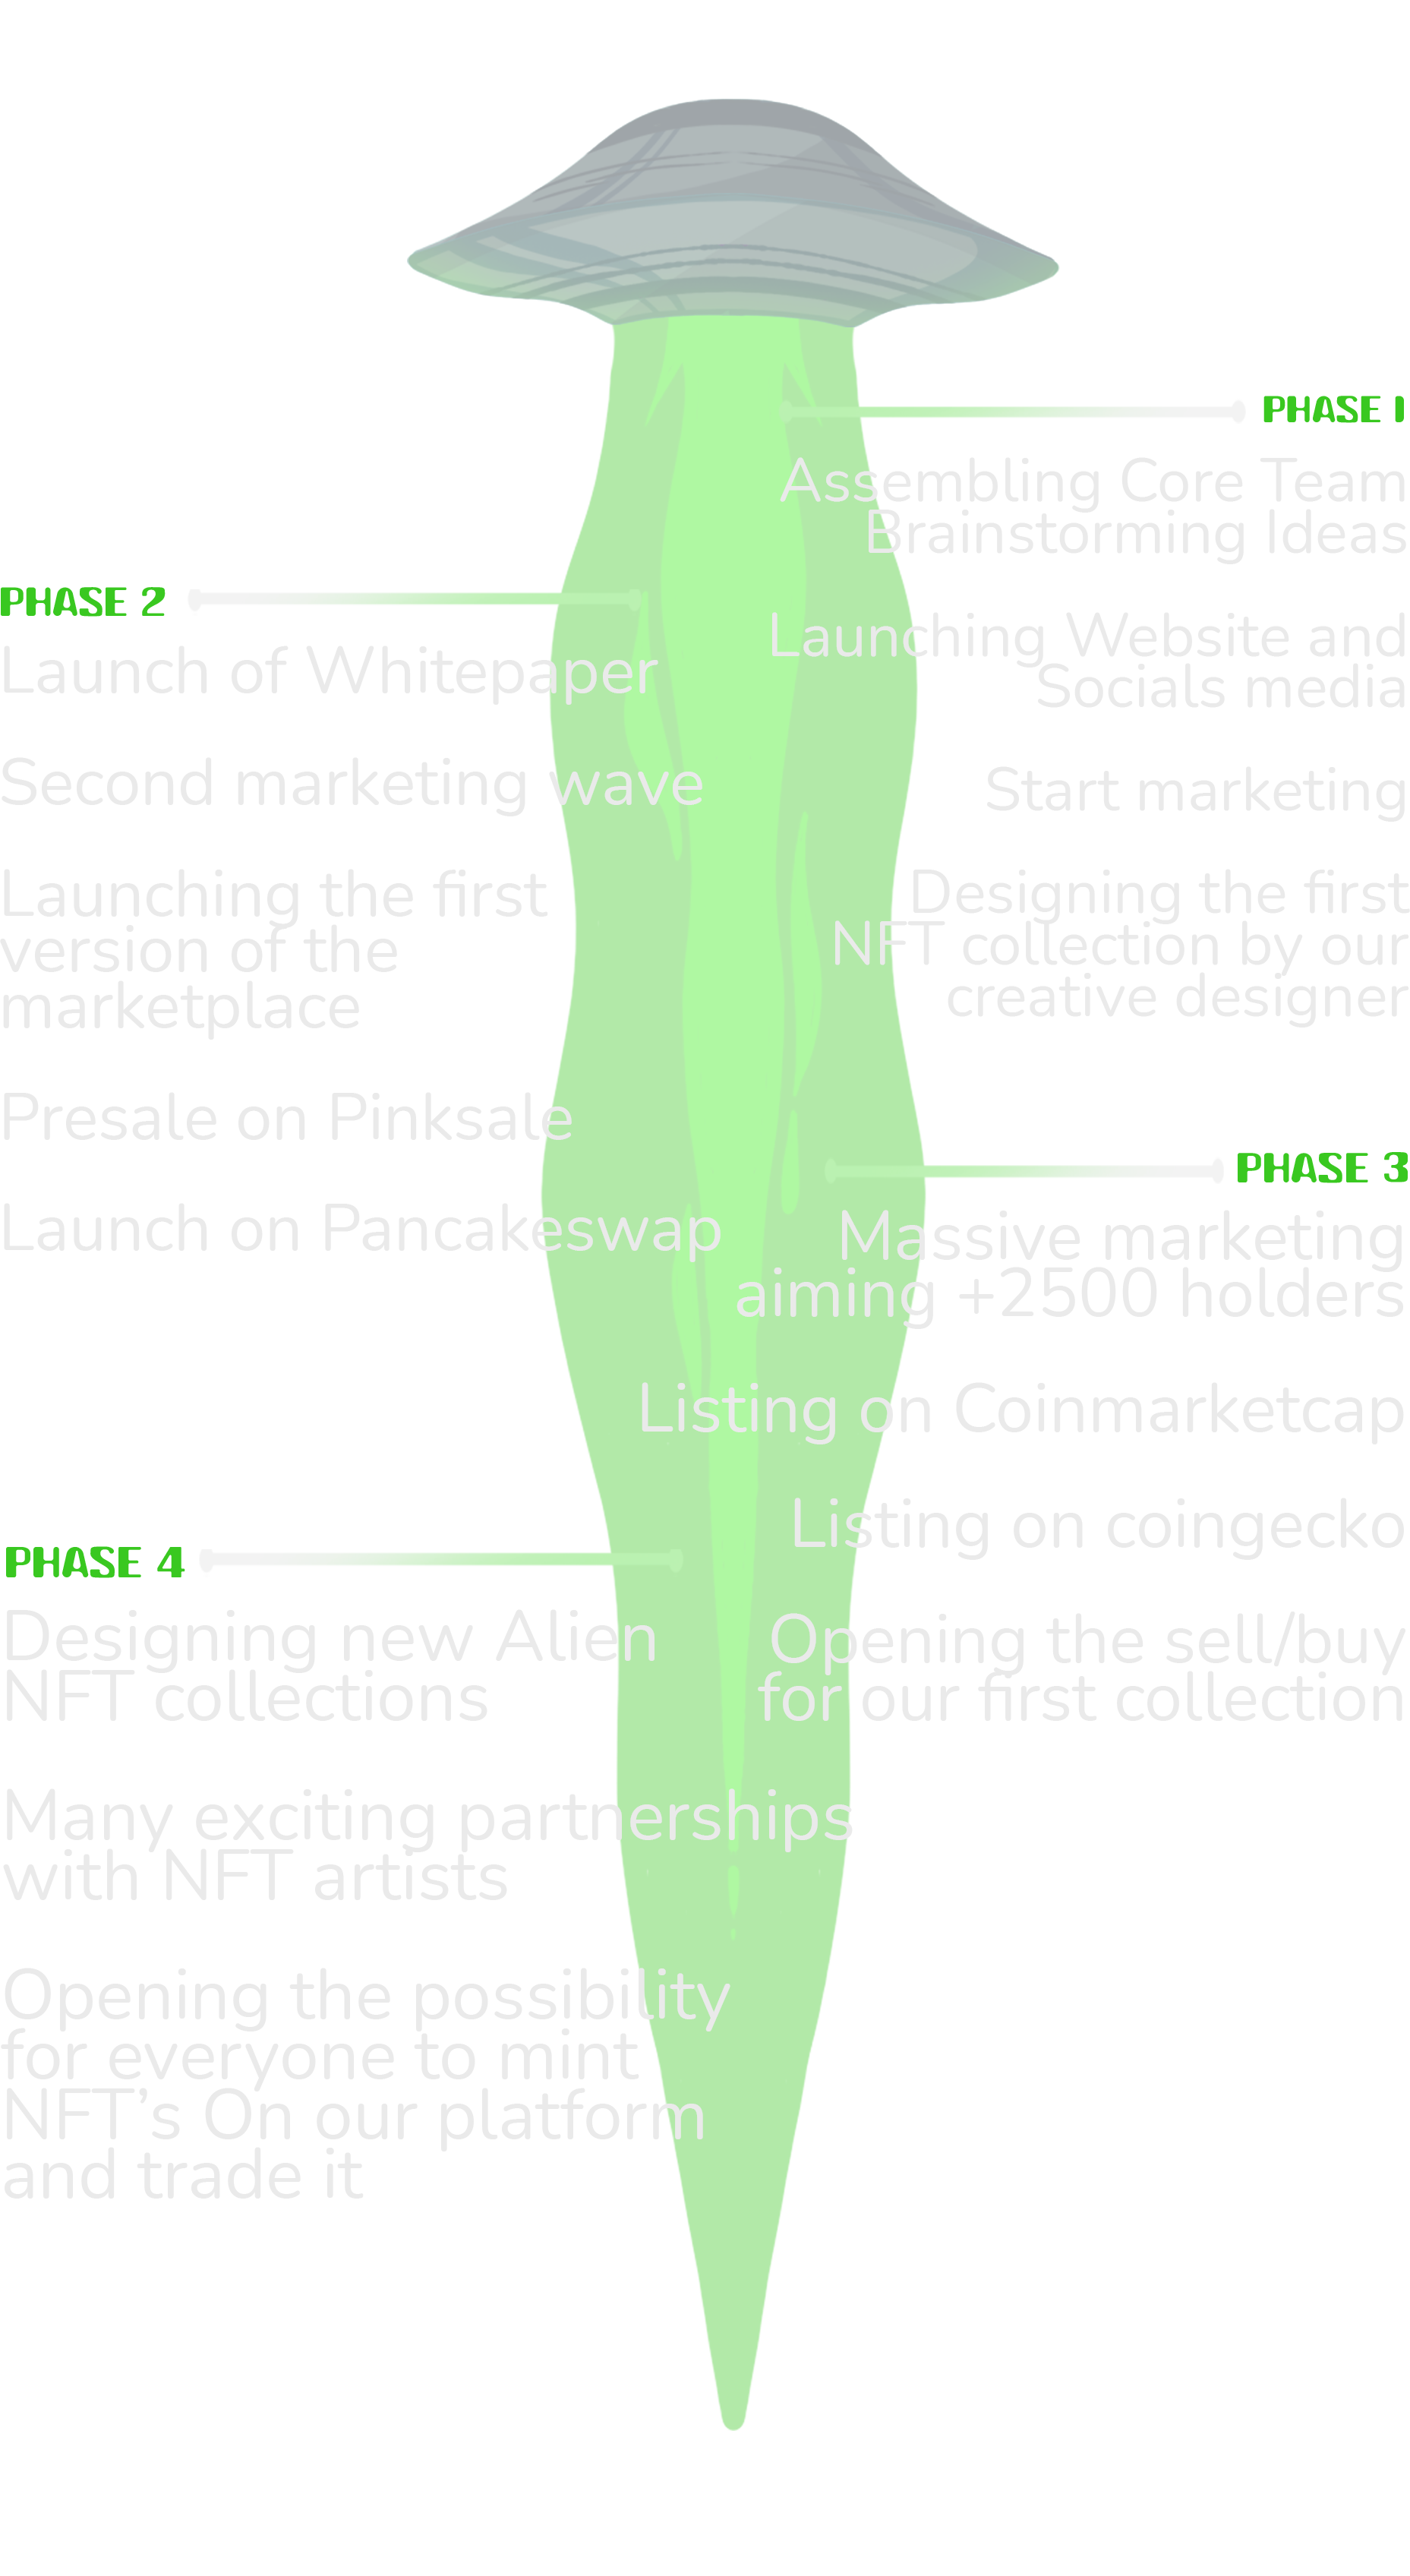 PHASE 1
Assembling Core Team
Brainstorming Ideas
Launching Website and
Socials media
Start marketing
Designing the first
NFT collection by our
creative designer
PHASE 2
Launch of Whitepaper
Second marketing wave
Launching the first
version of the
marketplace
Presale on Pinksale
Launch on Pancakeswap
PHASE 3
Massive marketing
aiming +2500 holders
Listing on Coinmarketcap
Listing on coingecko
Opening the sell/buy
for our first collection
PHASE 4
Designing new Alien
NFT collections
Many exciting partnerships
with NFT artists
Opening the possibility
for everyone to mint
NFT’s On our platform
and trade it